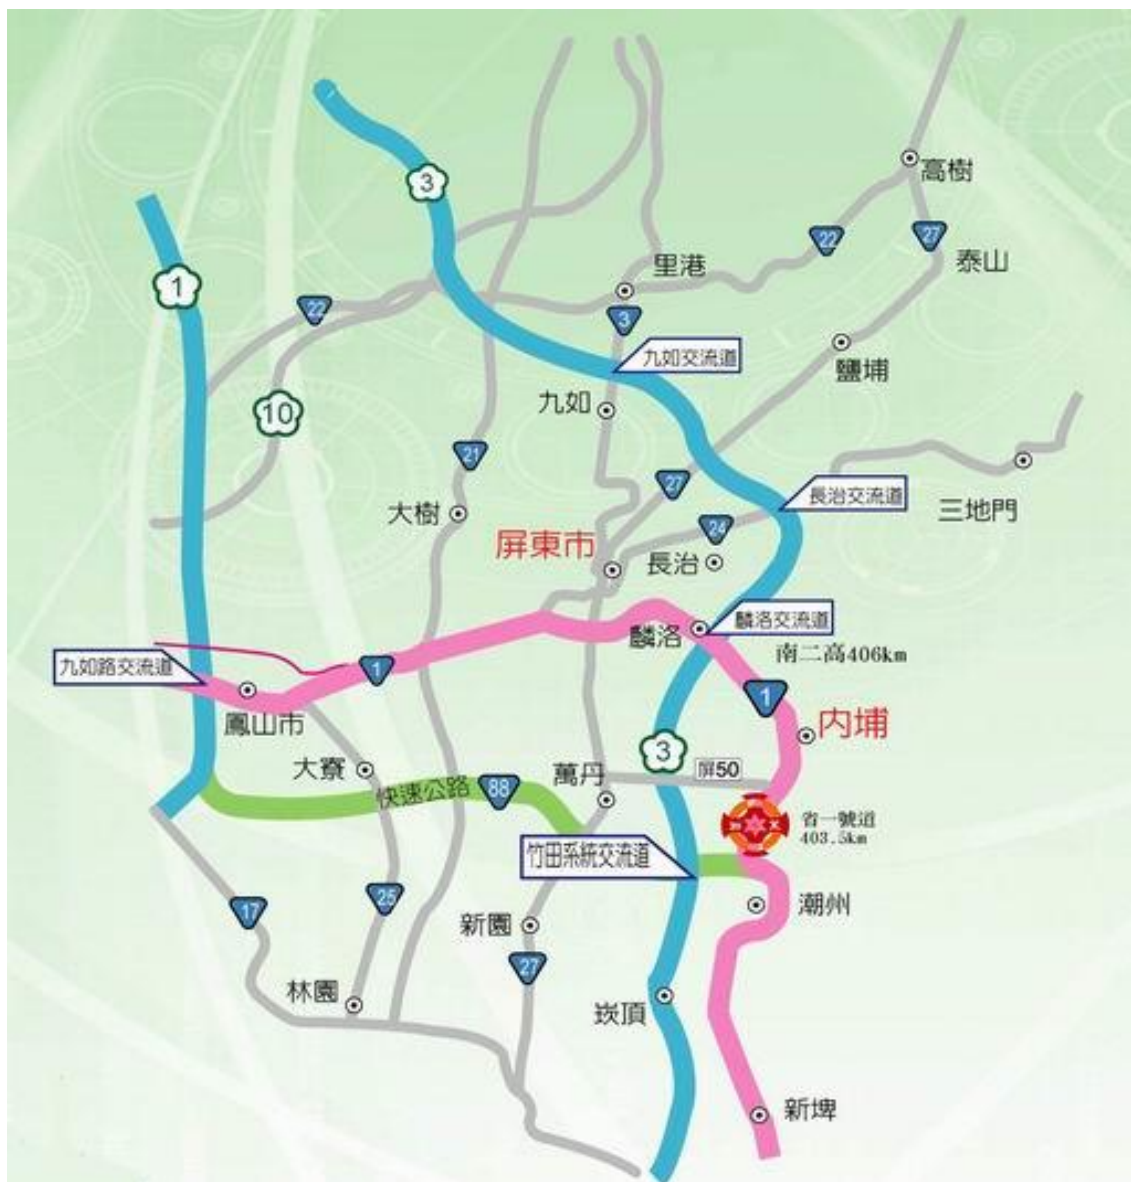 3
高樹
22
27
泰山
1
里港
22
3
九如交流道
鹽埔
九如
10
21
27
長治交流道
大樹
三地門
24
屏東市
長治
麟洛交流道
麟洛
南二高406km
九如路交流道
1
1
內埔
鳳山市
3
大寮
萬丹
屏50
快速公路
88
省一號道
403.5km
竹田系統交流道
潮州
25
17
新園
27
林園
崁頂
新埤